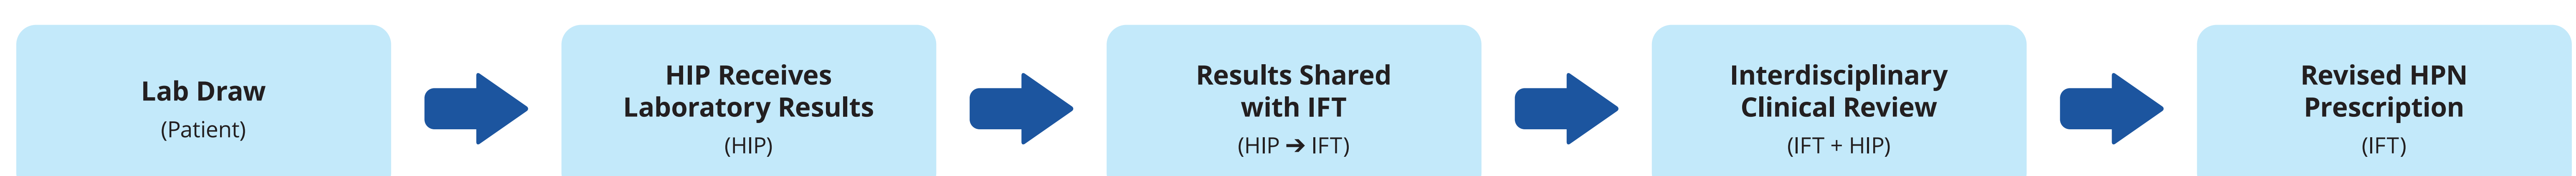 Lab Draw
(Patient)
HIP Receives
Laboratory Results
(HIP)
Results Shared
with IFT
(HIP ➔ IFT)
Interdisciplinary
Clinical Review
(IFT + HIP)
Revised HPN
Prescription
(IFT)